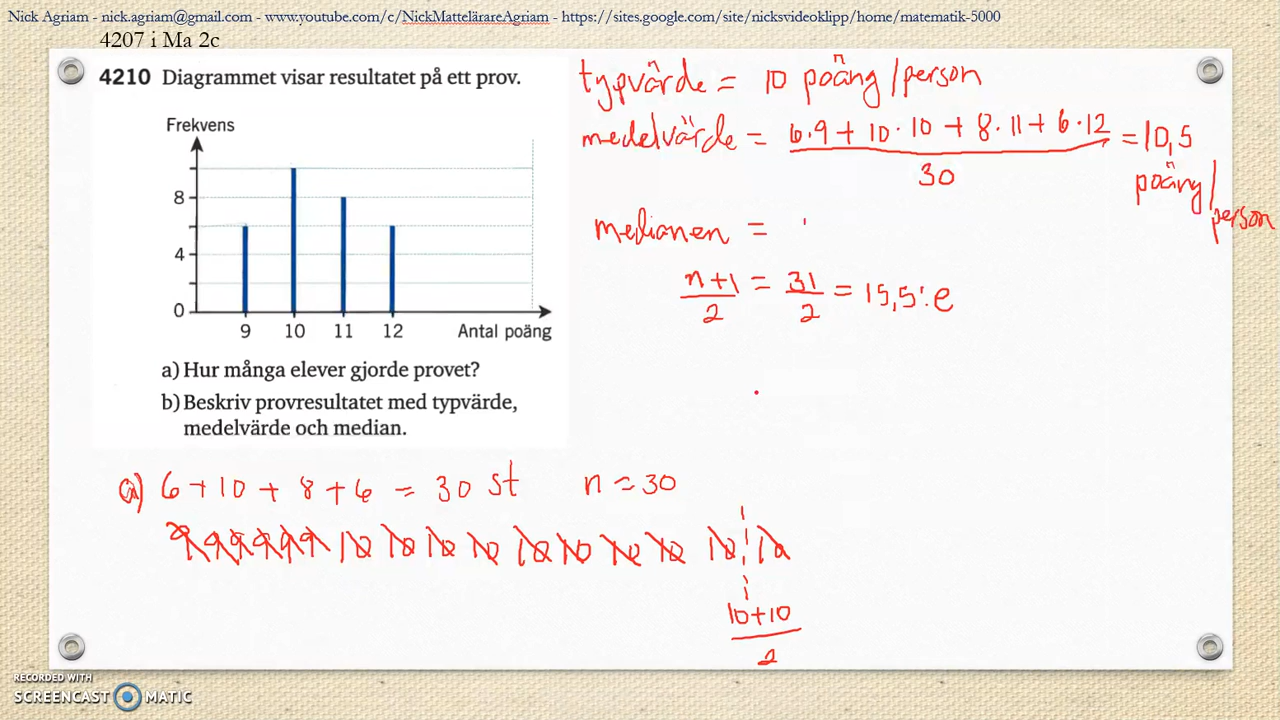 Nick Agriam - nick.agriam@gmail.com - www.youtube.com/c/NickMattelärareAgriam - https://sites.google.com/site/nicksvideoklipp/home/matematik-5000
4207 i Ma 2c
4210 Diagrammet visar resultatet på ett prov.
Frekvens
8
4
0
9 10 11 12 Antal poäng
a) Hur många elever gjorde provet?
b) Beskriv provresultatet med typvärde,
medelvärde och median.
typvärde = 10 poäng/person
medelvärde = (6·9 + 10·10 + 8·11 + 6·12)/30 = 10,5
poäng/
person
medianen =
(n+1)/2 = 31/2 = 15,5:e
a) 6 + 10 + 8 + 6 = 30 st n = 30
9 9 9 9 9 9 10 10 10 10 10 10 10 10 10 10
10+10
2
RECORDED WITH
SCREENCAST MATIC